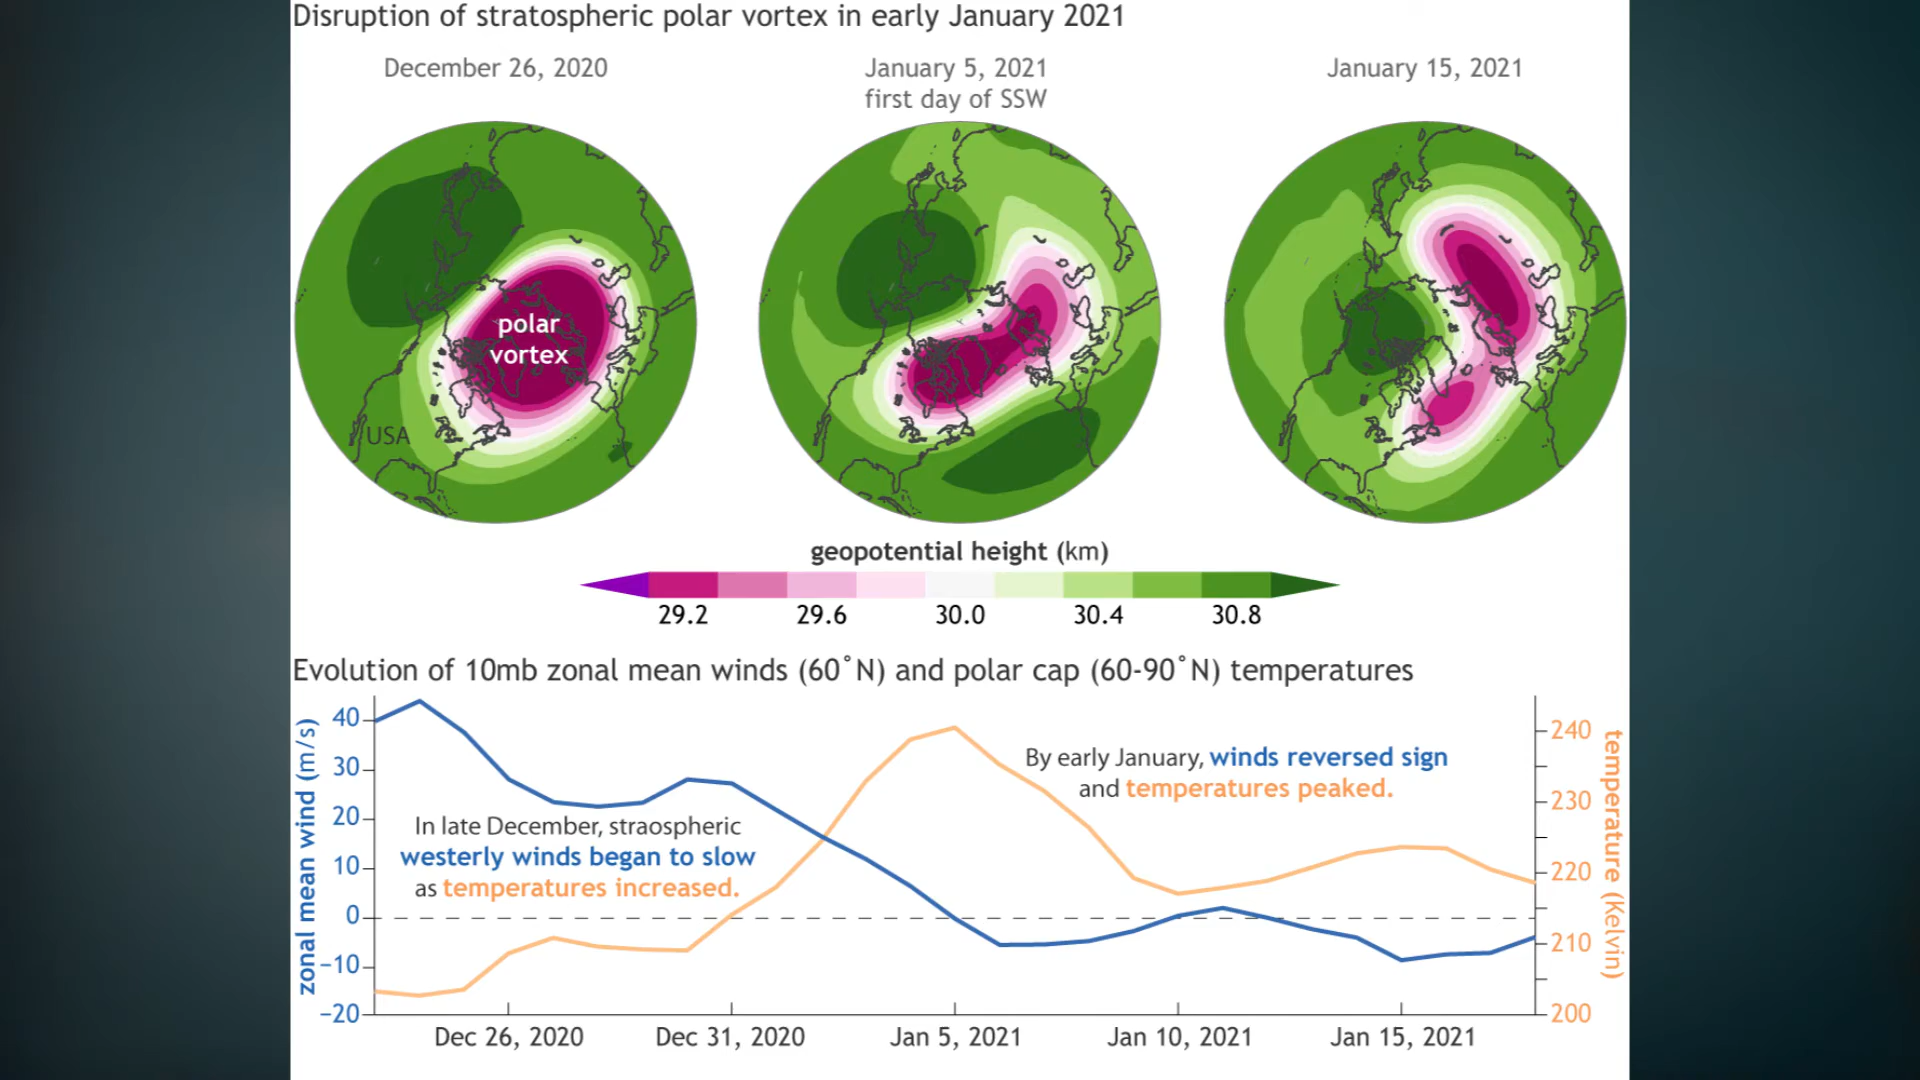 Disruption of stratospheric polar vortex in early January 2021
December 26, 2020
January 5, 2021
first day of SSW
January 15, 2021
polar
vortex
USA
geopotential height (km)
29.2 29.6 30.0 30.4 30.8
Evolution of 10mb zonal mean winds (60˚N) and polar cap (60-90˚N) temperatures
zonal mean wind (m/s)
40
30
20
10
0
−10
−20
In late December, straospheric
westerly winds began to slow
as temperatures increased.
By early January, winds reversed sign
and temperatures peaked.
240
230
220
210
200
temperature (Kelvin)
Dec 26, 2020 Dec 31, 2020 Jan 5, 2021 Jan 10, 2021 Jan 15, 2021